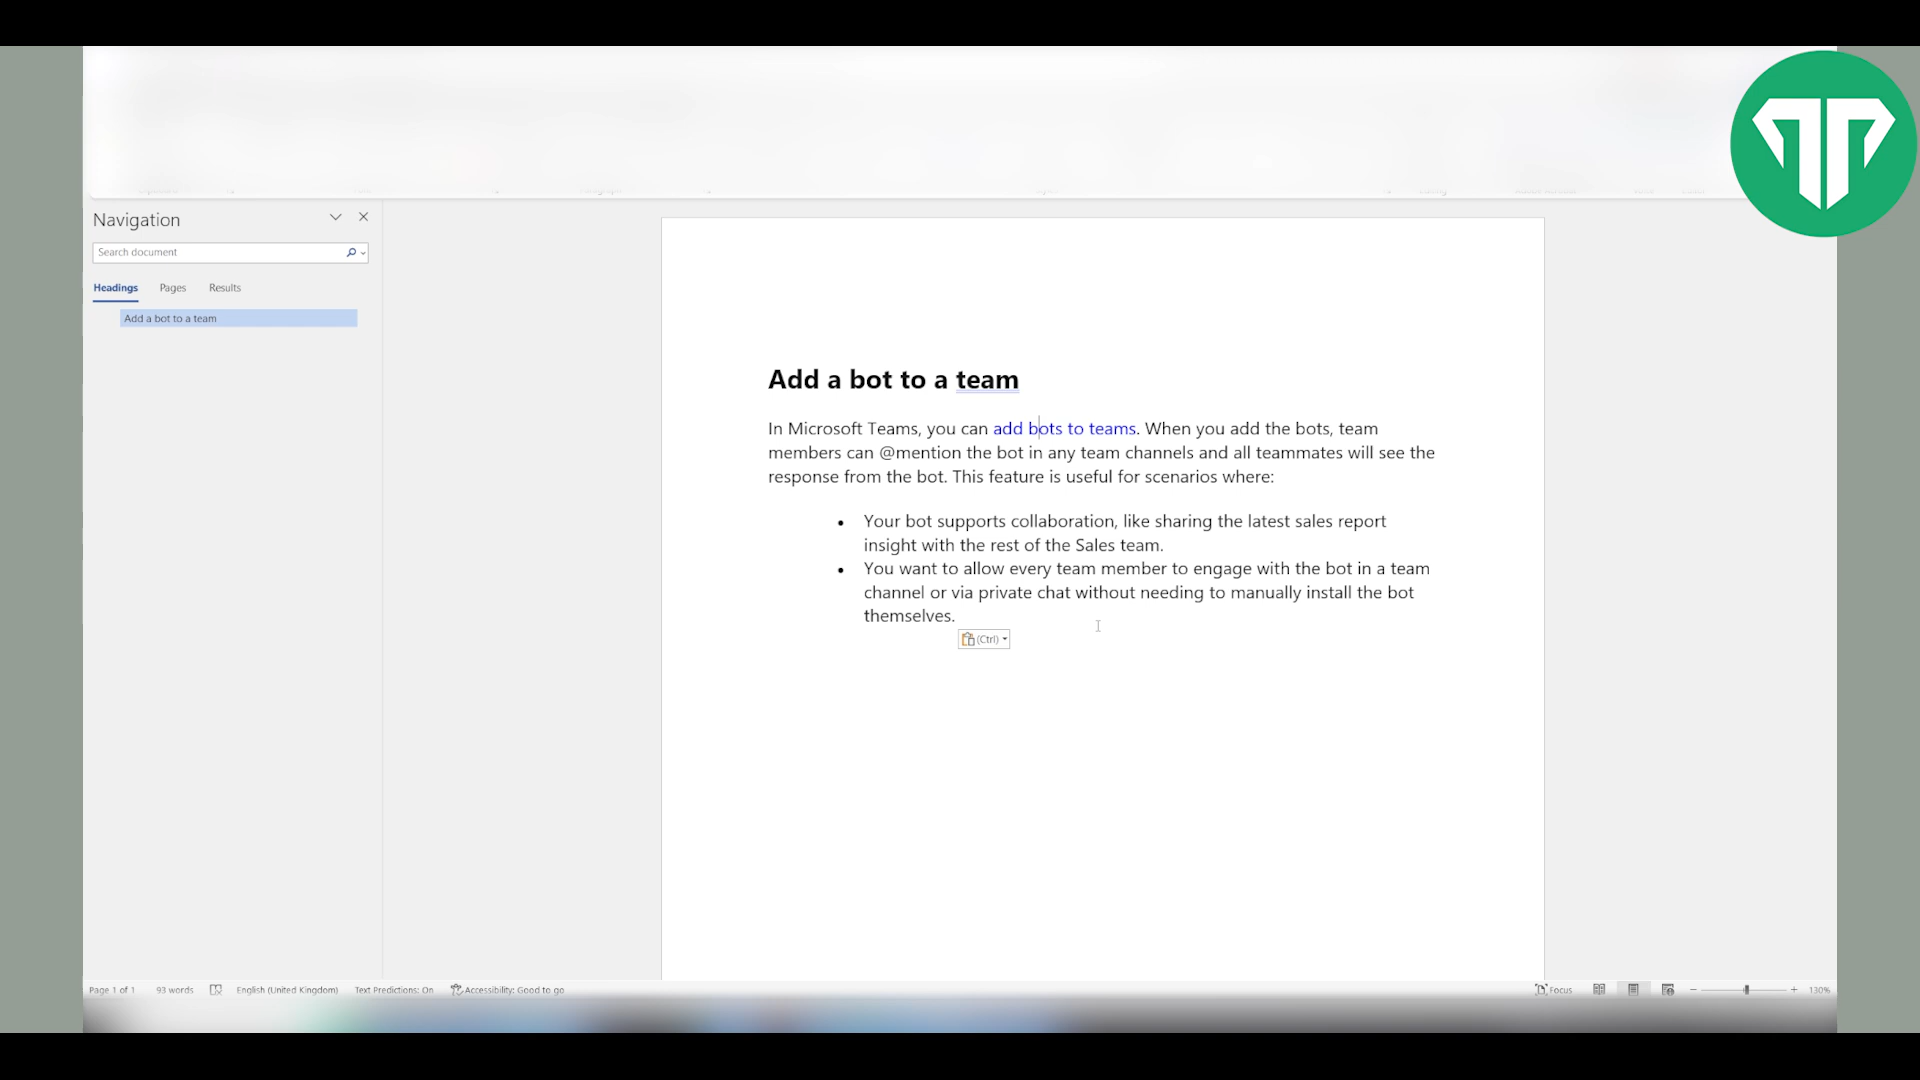 Navigation
Search document
Headings Pages Results
Add a bot to a team
Add a bot to a team
In Microsoft Teams, you can add bots to teams. When you add the bots, team
members can @mention the bot in any team channels and all teammates will see the
response from the bot. This feature is useful for scenarios where:
• Your bot supports collaboration, like sharing the latest sales report
insight with the rest of the Sales team.
• You want to allow every team member to engage with the bot in a team
channel or via private chat without needing to manually install the bot
themselves.
(Ctrl)
Page 1 of 1 93 words English (United Kingdom) Text Predictions: On Accessibility: Good to go Focus 130%